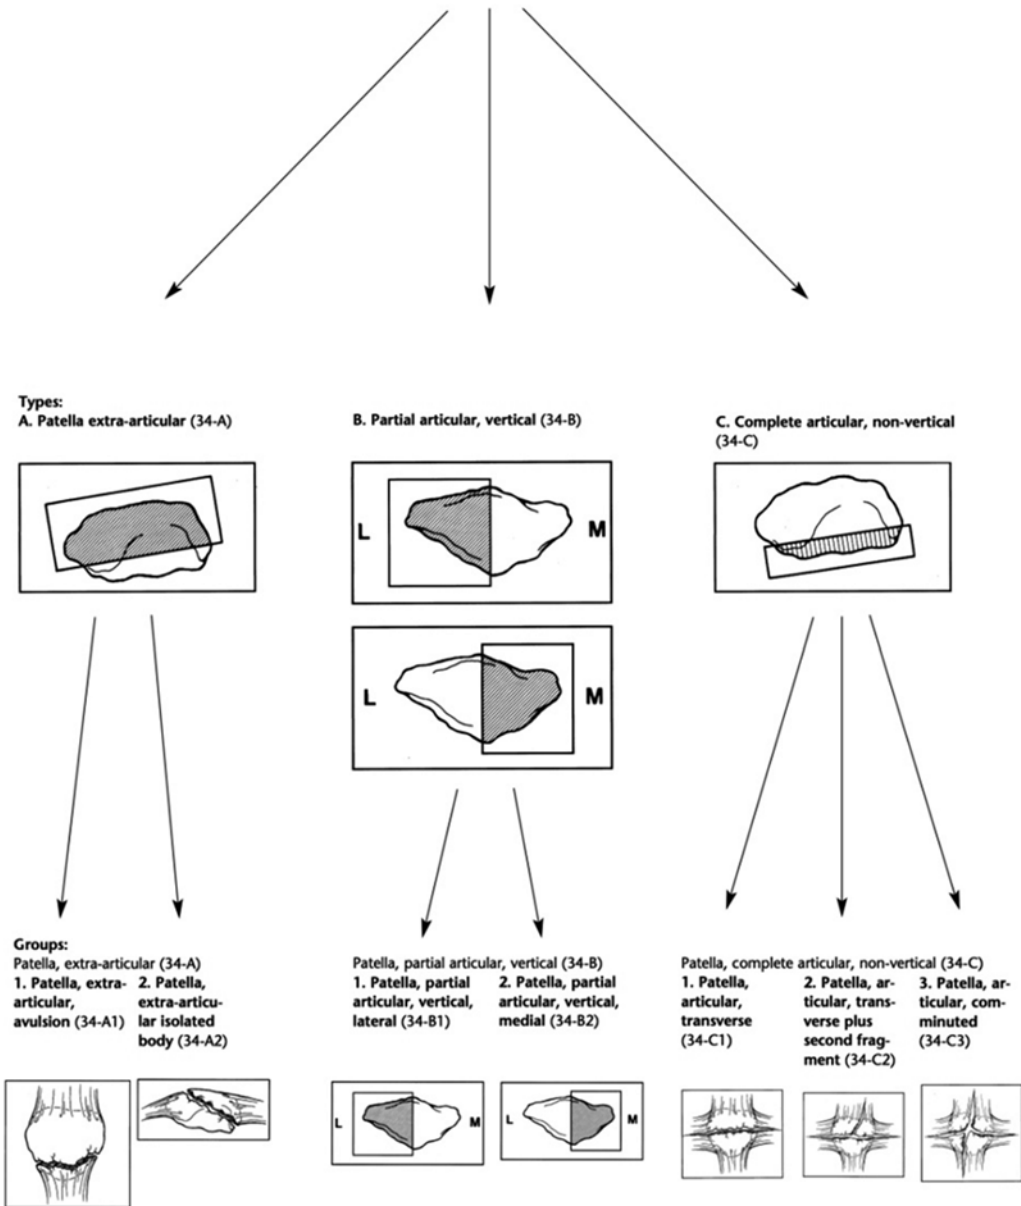 Types:
A. Patella extra-articular (34-A)
B. Partial articular, vertical (34-B)
C. Complete articular, non-vertical
(34-C)
L
M
L
M
Groups:
Patella, extra-articular (34-A)
1. Patella, extra-
articular,
avulsion (34-A1)
2. Patella,
extra-articu-
lar isolated
body (34-A2)
Patella, partial articular, vertical (34-B)
1. Patella, partial
articular, vertical,
lateral (34-B1)
2. Patella, partial
articular, vertical,
medial (34-B2)
Patella, complete articular, non-vertical (34-C)
1. Patella,
articular,
transverse
(34-C1)
2. Patella, ar-
ticular, trans-
verse plus
second frag-
ment (34-C2)
3. Patella, ar-
ticular, com-
minuted
(34-C3)
L
M
L
M